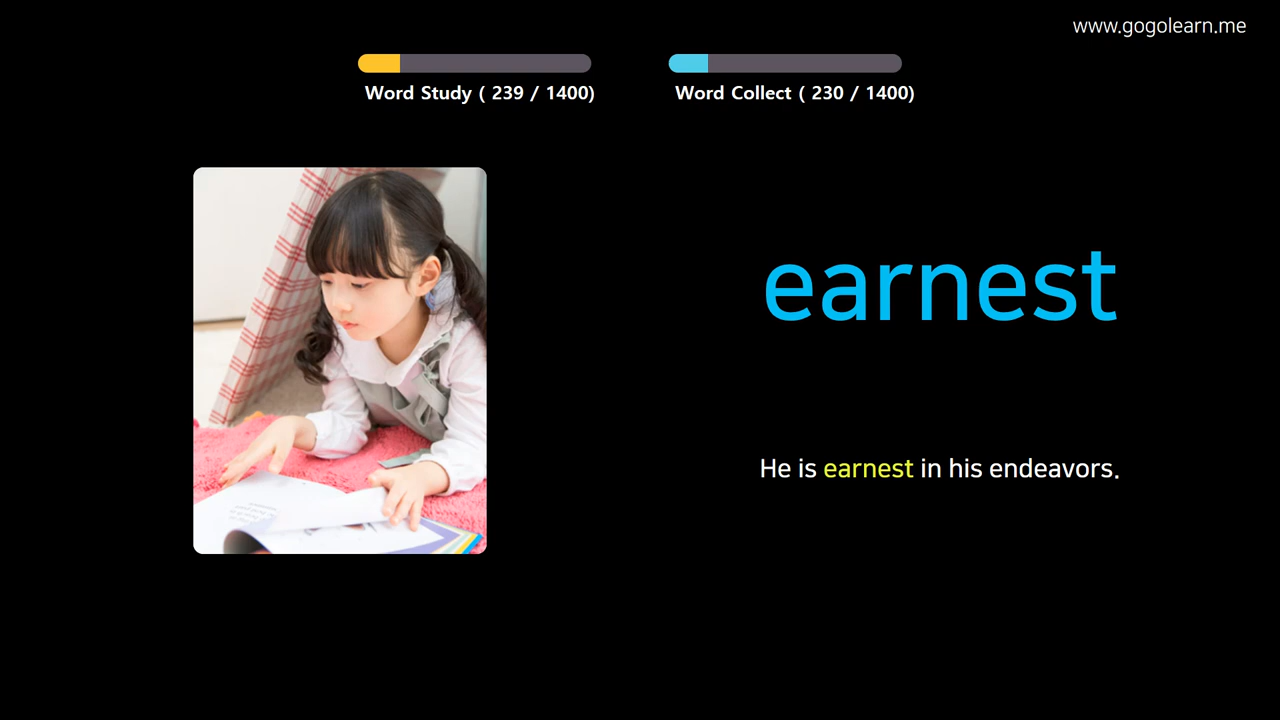 www.gogolearn.me
Word Study ( 239 / 1400)
Word Collect ( 230 / 1400)
earnest
He is earnest in his endeavors.